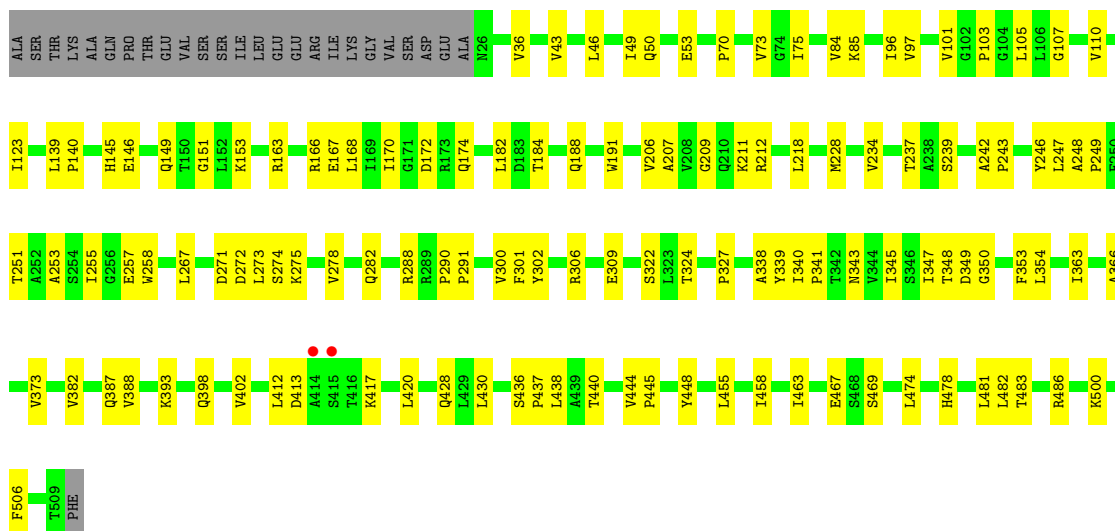 ALA SER THR LYS ALA GLN PRO THR GLU VAL SER SER ILE LEU GLU GLU ARG ILE LYS GLY VAL SER ASP GLU ALA N26 V36 V43 L46 I49 Q50 E53 P70 V73 G74 I75 V84 K85 I96 V97 V101 G102 P103 G104 L105 L106 G107 V110
I123 L139 P140 H145 E146 Q149 T150 G151 L152 K153 R163 R166 E167 L168 I169 I170 G171 D172 R173 Q174 L182 D183 T184 Q188 W191 V206 A207 V208 G209 Q210 K211 R212 L218 M228 V234 T237 A238 S239 A242 P243 Y246 L247 A248 P249 F250
T251 A252 A253 S254 I255 G256 E257 W258 L267 D271 D272 L273 S274 K275 V278 Q282 R288 R289 P290 P291 V300 F301 Y302 R306 E309 S322 L323 T324 P327 A338 Y339 I340 P341 T342 N343 V344 I345 S346 I347 T348 D349 G350 F353 L354 I363 A366
V373 V382 Q387 V388 K393 Q398 V402 L412 D413 A414 S415 T416 K417 L420 Q428 L429 L430 S436 P437 L438 A439 T440 V444 P445 Y448 L455 I458 I463 E467 S468 S469 L474 H478 L481 L482 T483 R486 K500
F506 T509 PHE